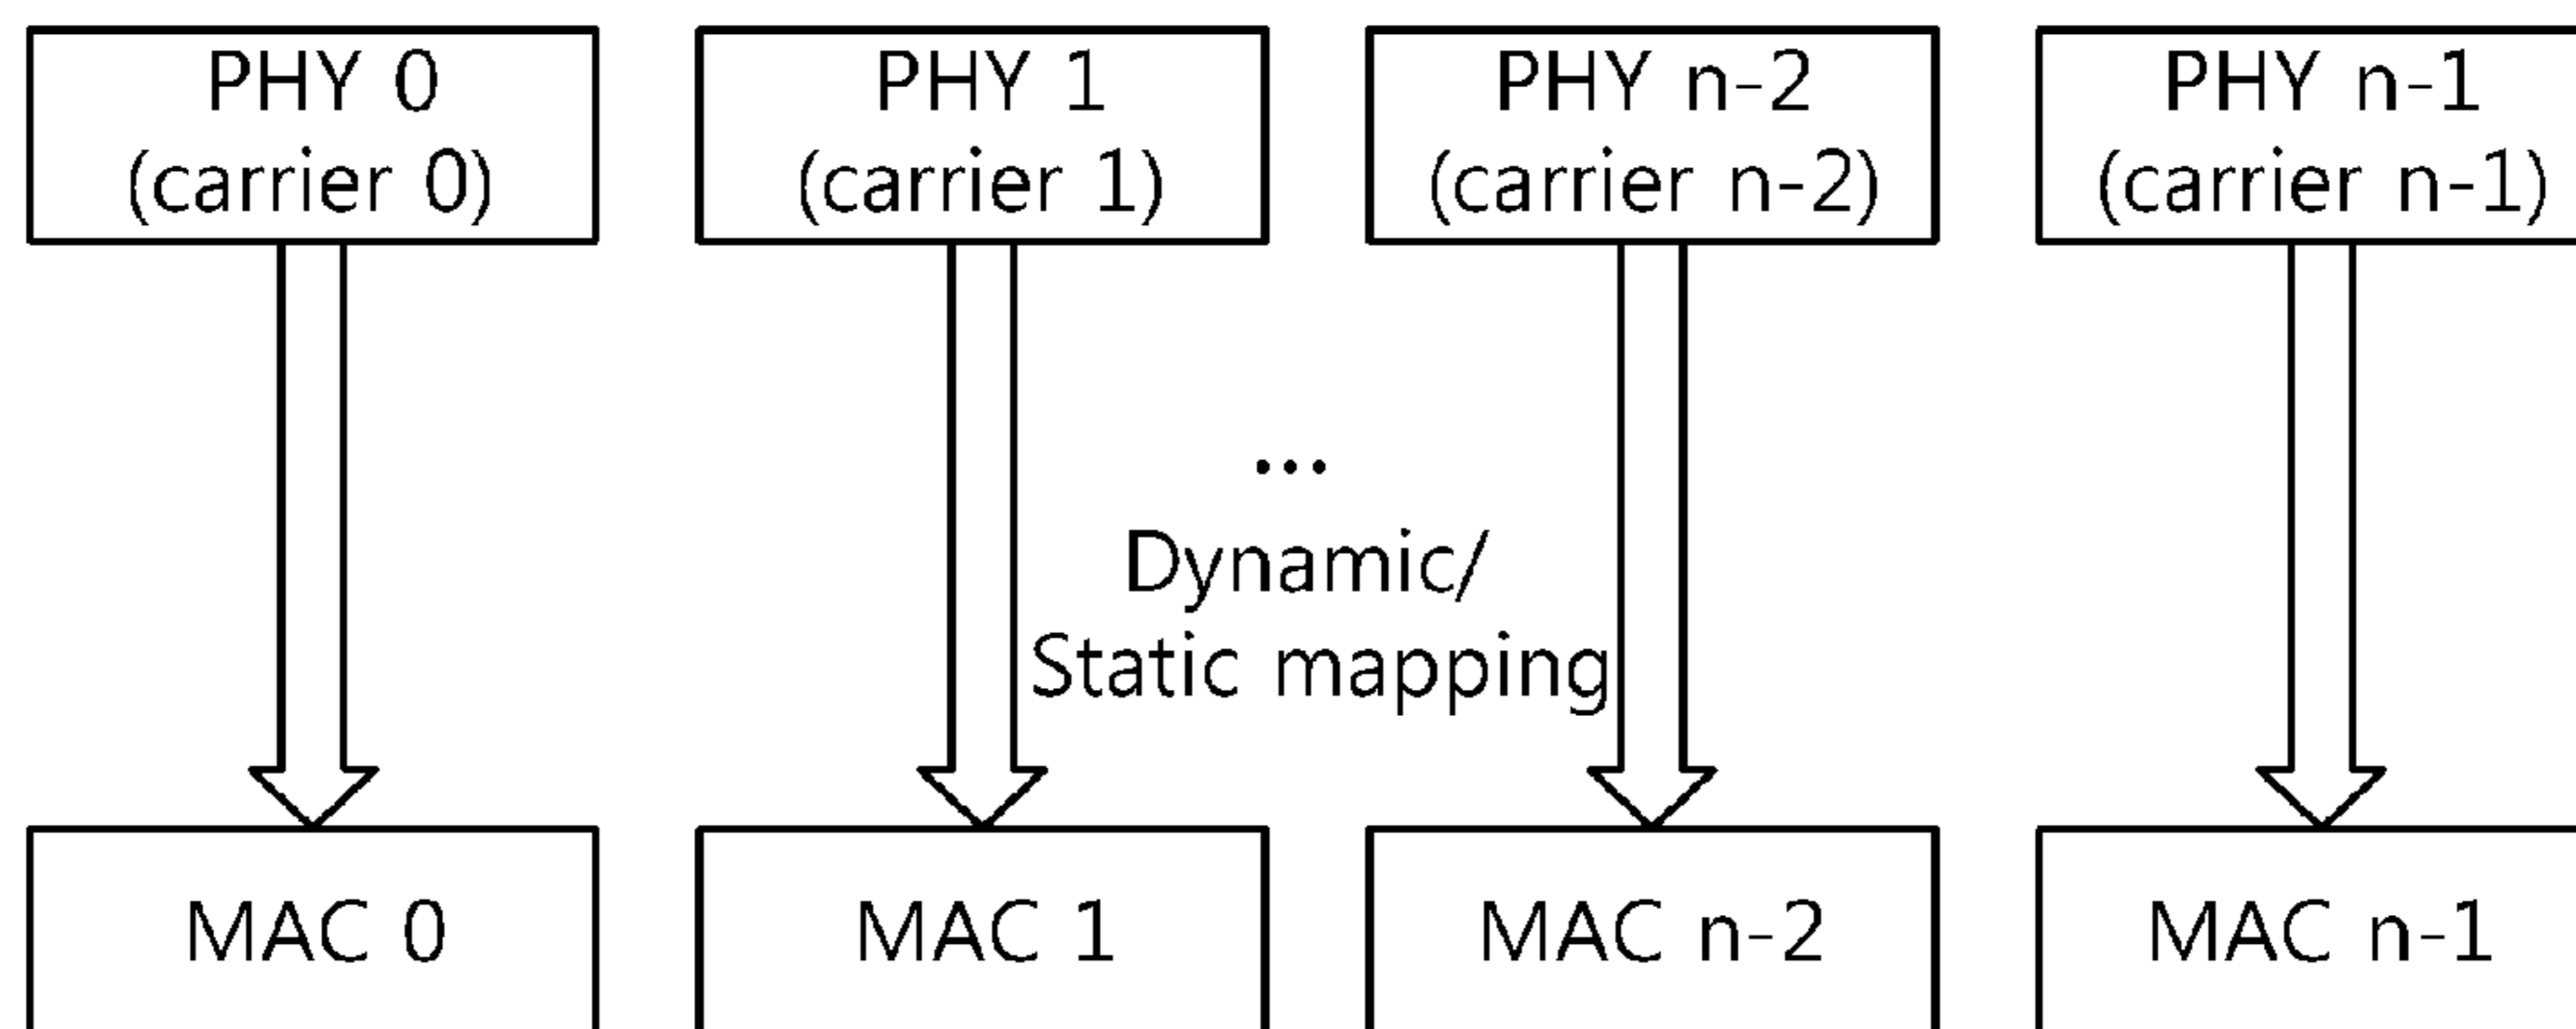 PHY 0
(carrier 0)
PHY 1
(carrier 1)
PHY n-2
(carrier n-2)
PHY n-1
(carrier n-1)
...
Dynamic/
Static mapping
MAC 0
MAC 1
MAC n-2
MAC n-1